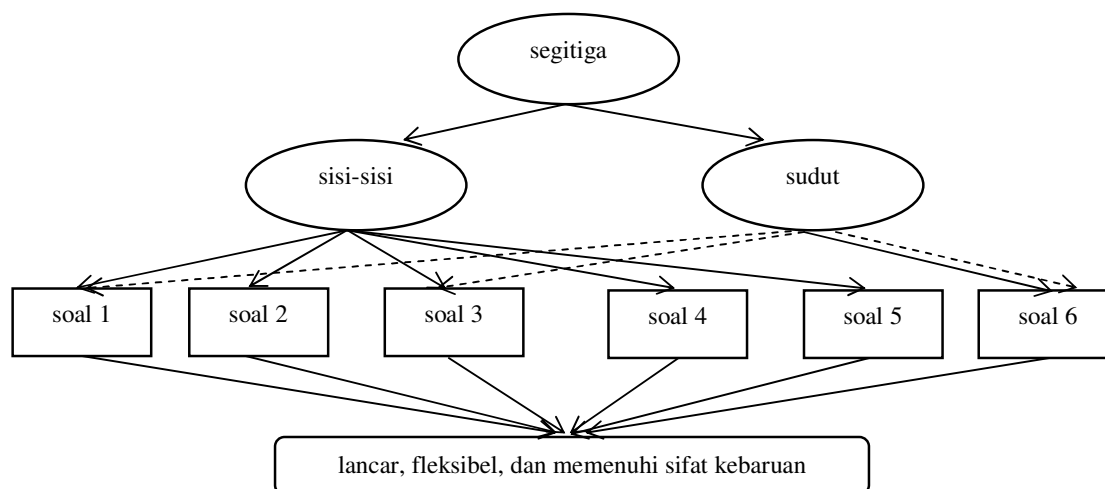 segitiga
sisi-sisi
sudut
soal 1
soal 2
soal 3
soal 4
soal 5
soal 6
lancar, fleksibel, dan memenuhi sifat kebaruan